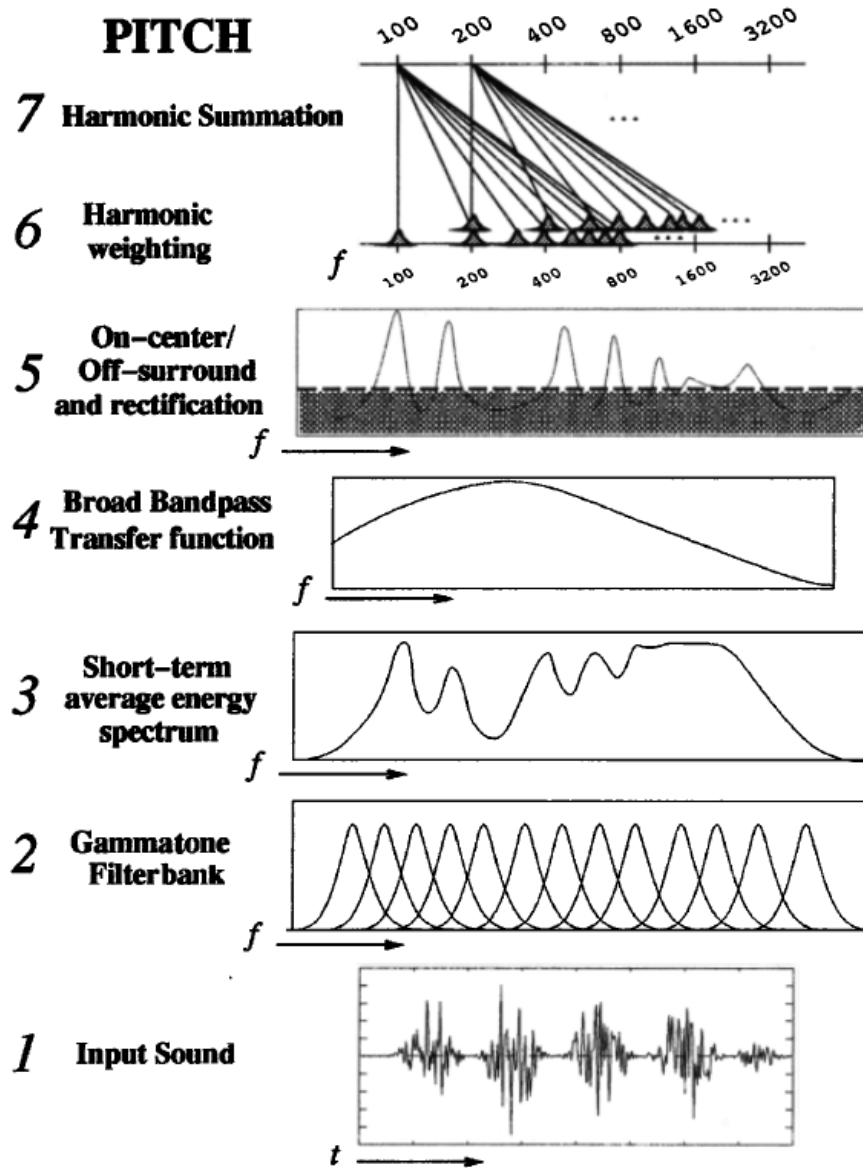 PITCH
100 200 400 800 1600 3200
7 Harmonic Summation
...
6 Harmonic
weighting
...
...
f
100 200 400 800 1600 3200
5 On-center/
Off-surround
and rectification
f
4 Broad Bandpass
Transfer function
f
3 Short-term
average energy
spectrum
f
2 Gammatone
Filterbank
f
1 Input Sound
t